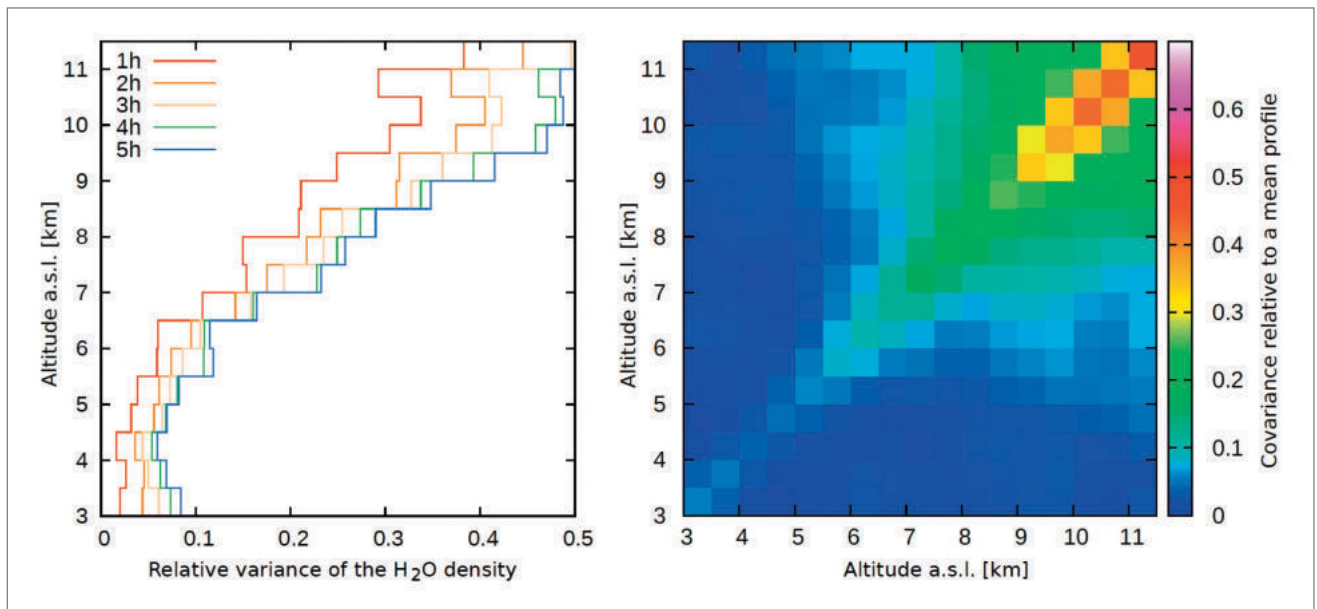 1h
2h
3h
4h
5h
11
10
9
8
7
6
5
4
3
Altitude a.s.l. [km]
0 0.1 0.2 0.3 0.4 0.5
Relative variance of the H₂O density
11
10
9
8
7
6
5
4
3
Altitude a.s.l. [km]
3 4 5 6 7 8 9 10 11
Altitude a.s.l. [km]
0.6
0.5
0.4
0.3
0.2
0.1
0
Covariance relative to a mean profile